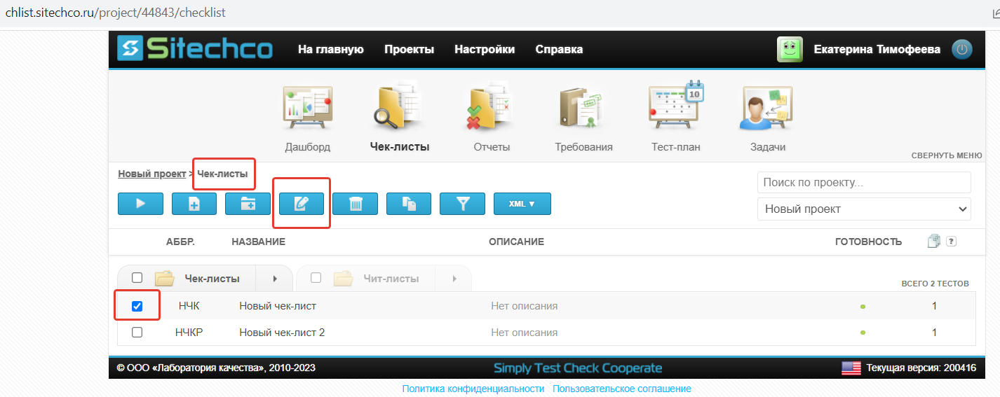 chlist.sitechco.ru/project/44843/checklist
Sitechco На главную Проекты Настройки Справка Екатерина Тимофеева
10
Дашборд Чек-листы Отчеты Требования Тест-план Задачи
СВЕРНУТЬ МЕНЮ
Новый проект > Чек-листы
Поиск по проекту...
XML ▼
Новый проект
АББР. НАЗВАНИЕ ОПИСАНИЕ ГОТОВНОСТЬ ?
Чек-листы Чит-листы
ВСЕГО 2 ТЕСТОВ
НЧК Новый чек-лист Нет описания 1
НЧКР Новый чек-лист 2 Нет описания 1
© ООО «Лаборатория качества», 2010-2023 Simply Test Check Cooperate Текущая версия: 200416
Политика конфиденциальности Пользовательское соглашение